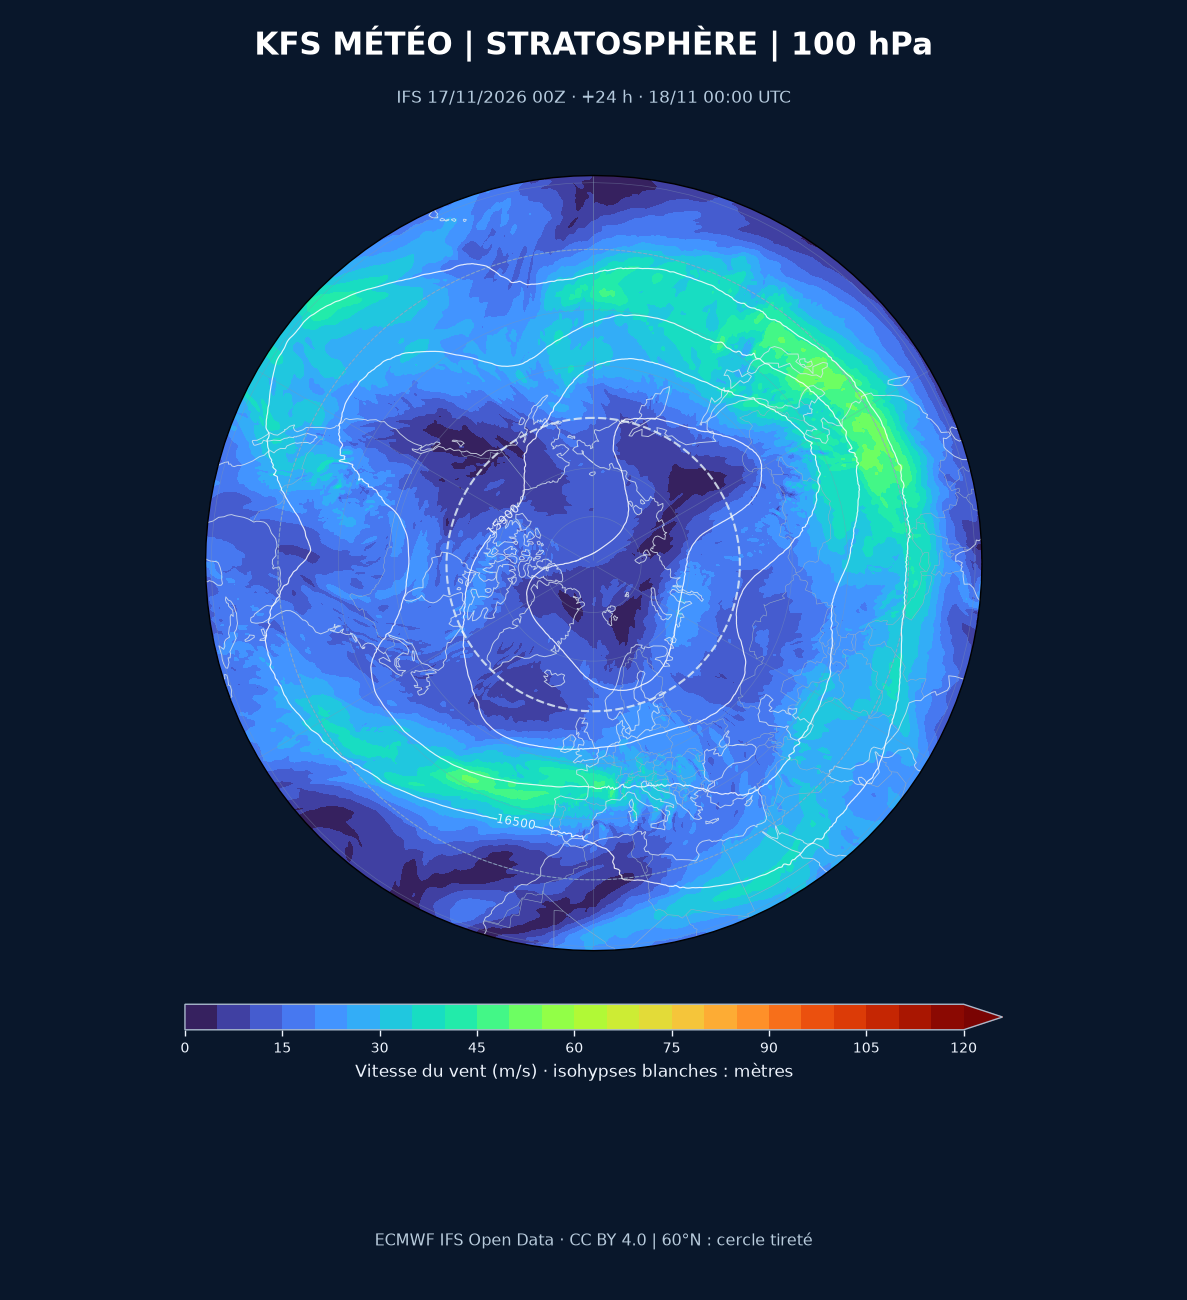 KFS MÉTÉO | STRATOSPHÈRE | 100 hPa
IFS 17/11/2026 00Z · +24 h · 18/11 00:00 UTC
15900
16500
0 15 30 45 60 75 90 105 120
Vitesse du vent (m/s) · isohypses blanches : mètres
ECMWF IFS Open Data · CC BY 4.0 | 60°N : cercle tireté